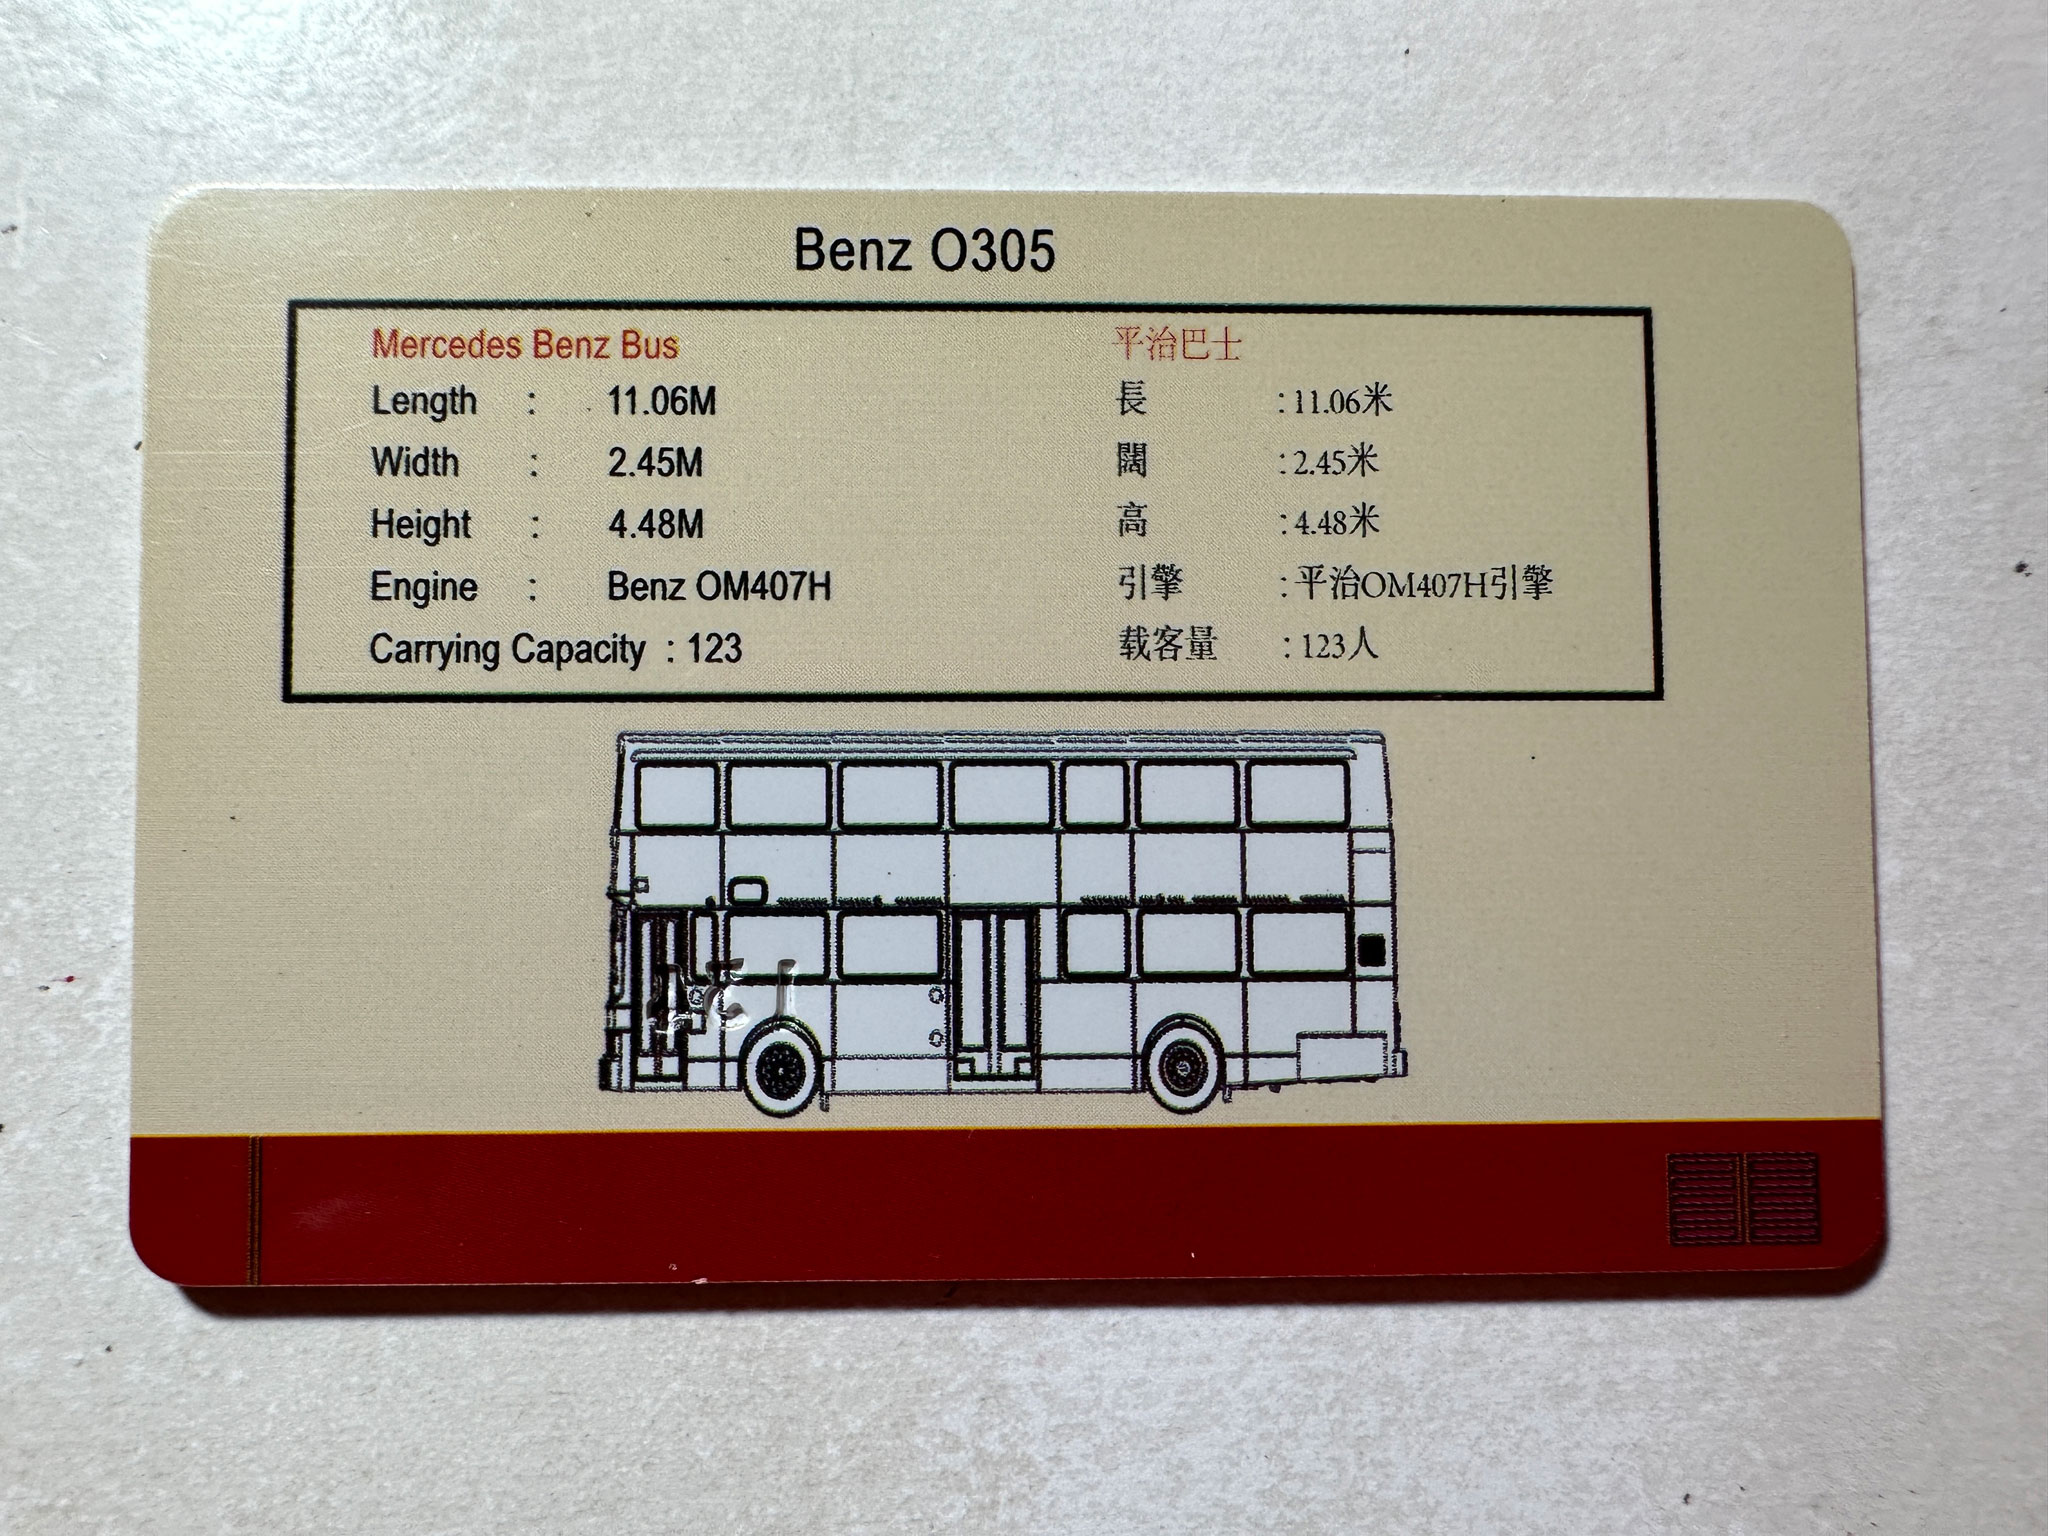 Benz O305
Mercedes Benz Bus 平治巴士
Length : 11.06M 長 : 11.06米
Width : 2.45M 闊 : 2.45米
Height : 4.48M 高 : 4.48米
Engine : Benz OM407H 引擎 : 平治OM407H引擎
Carrying Capacity : 123 载客量 : 123人